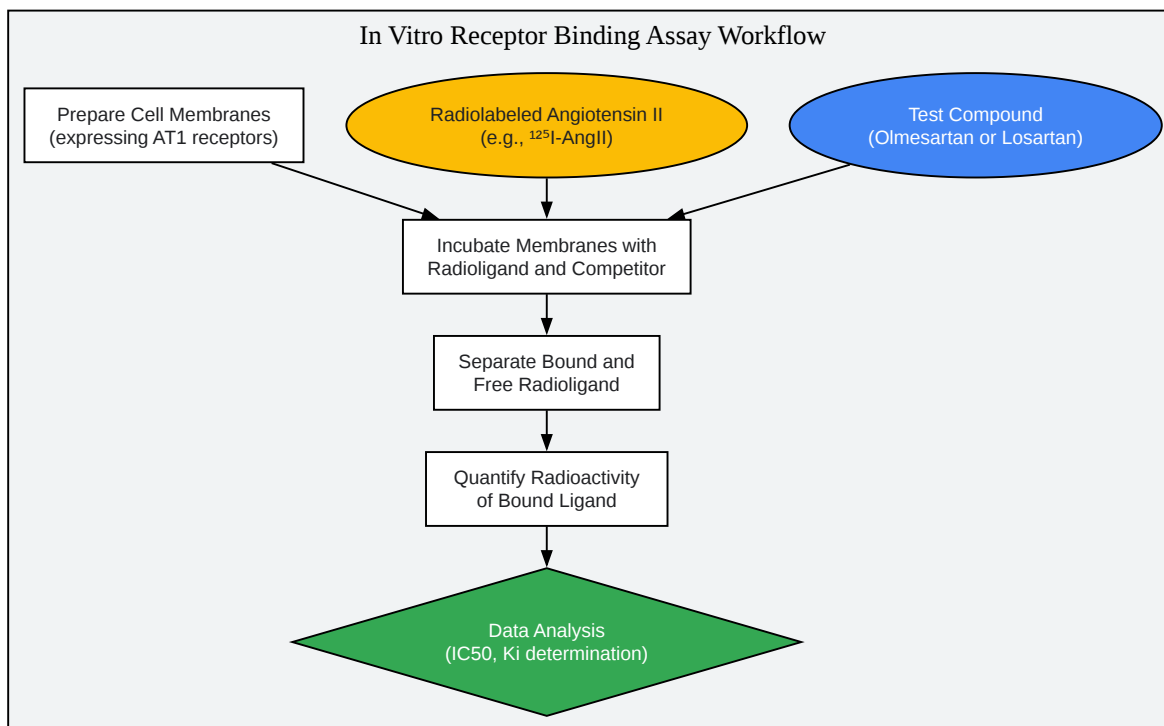 In Vitro Receptor Binding Assay Workflow
Prepare Cell Membranes
(expressing AT1 receptors)
Radiolabeled Angiotensin II
(e.g., ¹²⁵I-AngII)
Test Compound
(Olmesartan or Losartan)
Incubate Membranes with
Radioligand and Competitor
Separate Bound and
Free Radioligand
Quantify Radioactivity
of Bound Ligand
Data Analysis
(IC50, Ki determination)